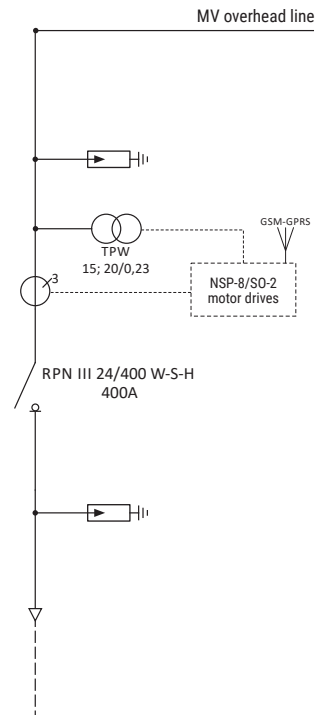 MV overhead line
GSM-GPRS
TPW
15; 20/0,23
3
NSP-8/SO-2
motor drives
RPN III 24/400 W-S-H
400A